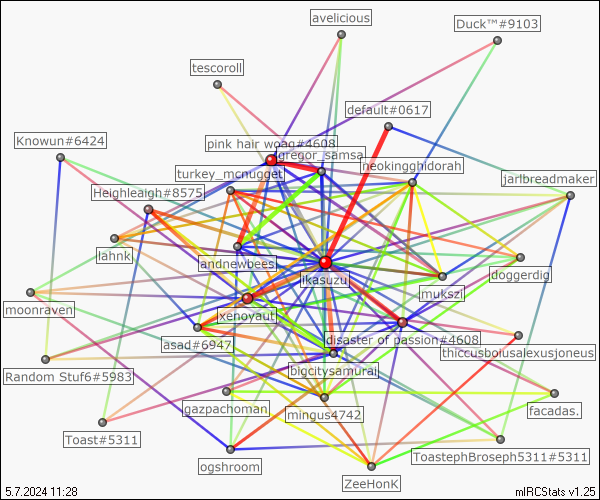 avelicious
Duck™#9103
tescoroll
default#0617
Knowun#6424
pink hair woag#4608
gregor_samsa
neokingghidorah
turkey_mcnugget
jarlbreadmaker
Heighleaigh#8575
lahnk
andnewbees
ikasuzu
doggerdig
mukszi
moonraven
xenoyaut
asad#6947
disaster of passion#4608
thiccusbolusalexusjoneus
Random Stuf6#5983
bigcitysamurai
gazpachoman
mingus4742
facadas.
Toast#5311
ToastephBroseph5311#5311
ogshroom
ZeeHonK
5.7.2024 11:28
mIRCStats v1.25